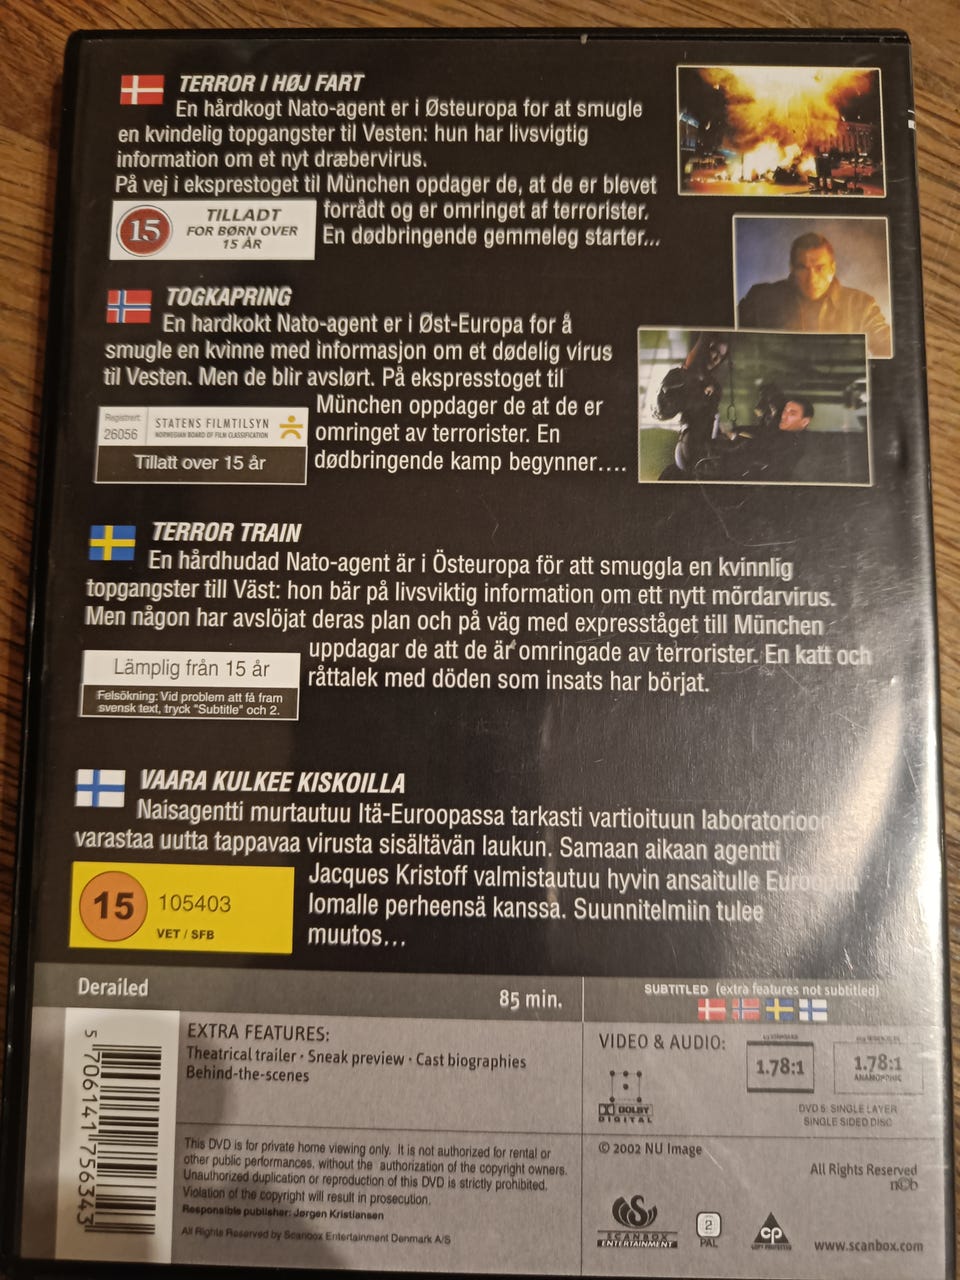 TERROR I HØJ FART
En hårdkogt Nato-agent er i Østeuropa for at smugle
en kvindelig topgangster til Vesten: hun har livsvigtig
information om et nyt dræbervirus.
På vej i eksprestoget til München opdager de, at de er blevet
forrådt og er omringet af terrorister.
En dødbringende gemmeleg starter...
15
TILLADT
FOR BØRN OVER
15 ÅR
TOGKAPRING
En hardkokt Nato-agent er i Øst-Europa for å
smugle en kvinne med informasjon om et dødelig virus
til Vesten. Men de blir avslørt. På ekspresstoget til
München oppdager de at de er
omringet av terrorister. En
dødbringende kamp begynner....
Registrert:
26056
STATENS FILMTILSYN
NORWEGIAN BOARD OF FILM CLASSIFICATION
Tillatt over 15 år
TERROR TRAIN
En hårdhudad Nato-agent är i Östeuropa för att smuggla en kvinnlig
topgangster till Väst: hon bär på livsviktig information om ett nytt mördarvirus.
Men någon har avslöjat deras plan och på väg med expresståget till München
uppdagar de att de är omringade av terrorister. En katt och
råttalek med döden som insats har börjat.
Lämplig från 15 år
Felsökning: Vid problem att få fram
svensk text, tryck "Subtitle" och 2.
VAARA KULKEE KISKOILLA
Naisagentti murtautuu Itä-Euroopassa tarkasti vartioituun laboratorioon
varastaa uutta tappavaa virusta sisältävän laukun. Samaan aikaan agentti
Jacques Kristoff valmistautuu hyvin ansaitulle
lomalle perheensä kanssa. Suunnitelmiin tulee
muutos...
15
105403
VET / SFB
Derailed
85 min.
SUBTITLED (extra features not subtitled)
EXTRA FEATURES:
Theatrical trailer · Sneak preview · Cast biographies
Behind-the-scenes
VIDEO & AUDIO:
1.78:1
1.78:1
ANAMORPHIC
DOLBY
DIGITAL
DVD 5: SINGLE LAYER
SINGLE SIDED DISC
5 706141 756343
This DVD is for private home viewing only. It is not authorized for rental or
other public performances, without the authorization of the copyright owners.
Unauthorized duplication or reproduction of this DVD is strictly prohibited.
Violation of the copyright will result in prosecution.
Responsible publisher: Jørgen Kristiansen
All Rights Reserved by Scanbox Entertainment Denmark A/S
© 2002 NU Image
All Rights Reserved
ncb
SCANBOX
ENTERTAINMENT
2
PAL
CP
COPY PROTECTED
www.scanbox.com